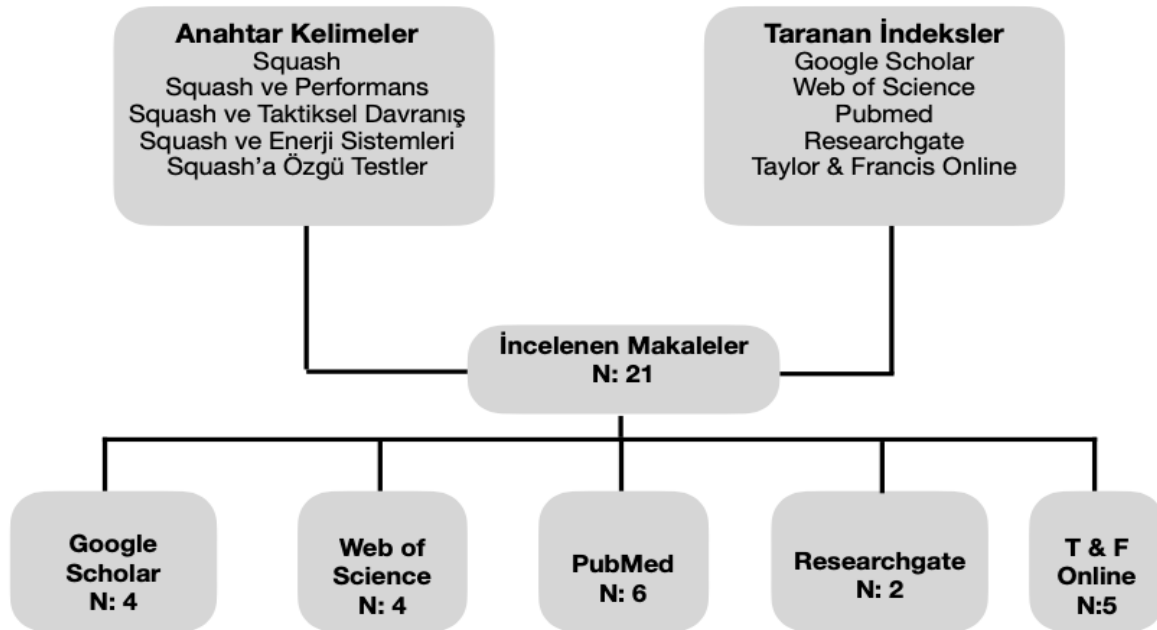 Anahtar Kelimeler
Squash
Squash ve Performans
Squash ve Taktiksel Davranış
Squash ve Enerji Sistemleri
Squash’a Özgü Testler
Taranan İndeksler
Google Scholar
Web of Science
Pubmed
Researchgate
Taylor & Francis Online
İncelenen Makaleler
N: 21
Google
Scholar
N: 4
Web of
Science
N: 4
PubMed
N: 6
Researchgate
N: 2
T & F
Online
N:5